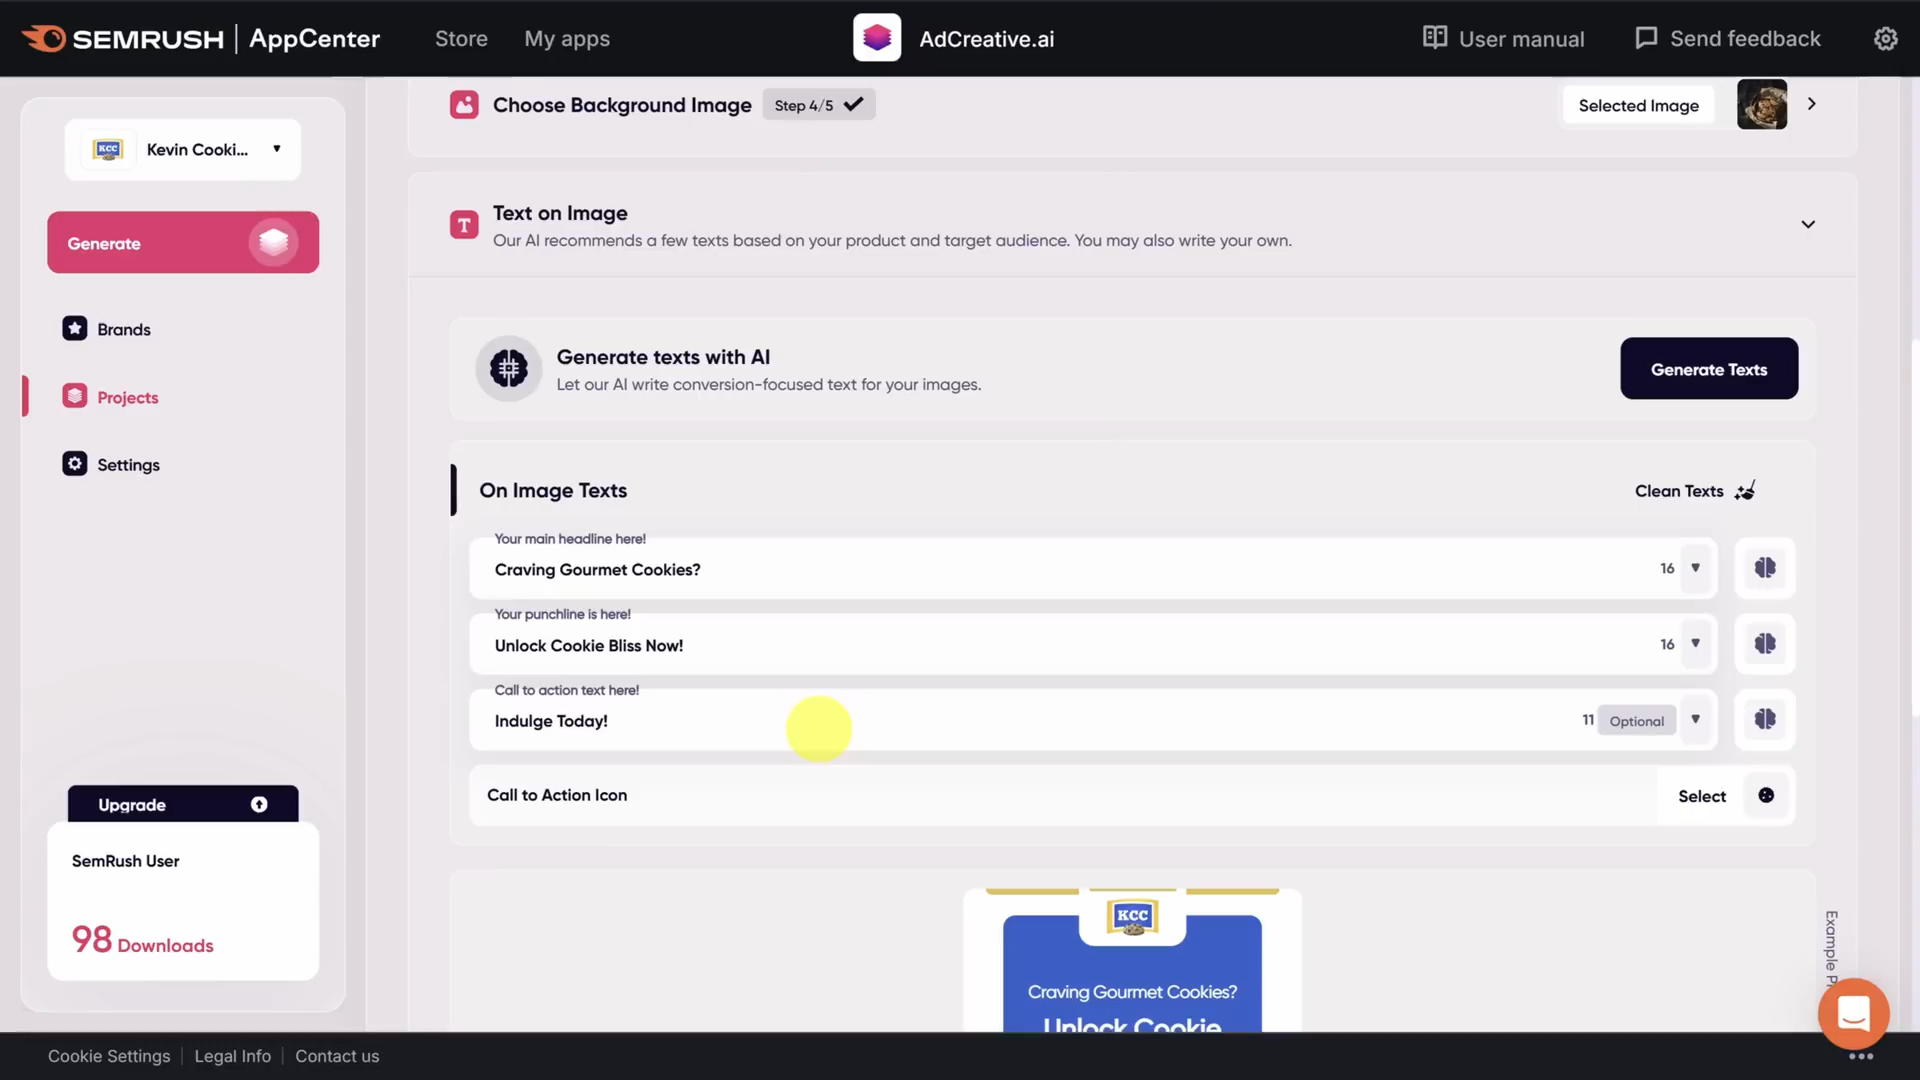 SEMRUSH | AppCenter
Store
My apps
AdCreative.ai
User manual
Send feedback
KCC
Kevin Cooki...
Generate
Brands
Projects
Settings
Upgrade
SemRush User
98 Downloads
Choose Background Image
Step 4/5
Selected Image
T
Text on Image
Our AI recommends a few texts based on your product and target audience. You may also write your own.
Generate texts with AI
Let our AI write conversion-focused text for your images.
Generate Texts
On Image Texts
Clean Texts
Your main headline here!
Craving Gourmet Cookies?
16
Your punchline is here!
Unlock Cookie Bliss Now!
16
Call to action text here!
Indulge Today!
11
Optional
Call to Action Icon
Select
KCC
Craving Gourmet Cookies?
Unlock Cookie
Example
Cookie Settings
Legal Info
Contact us